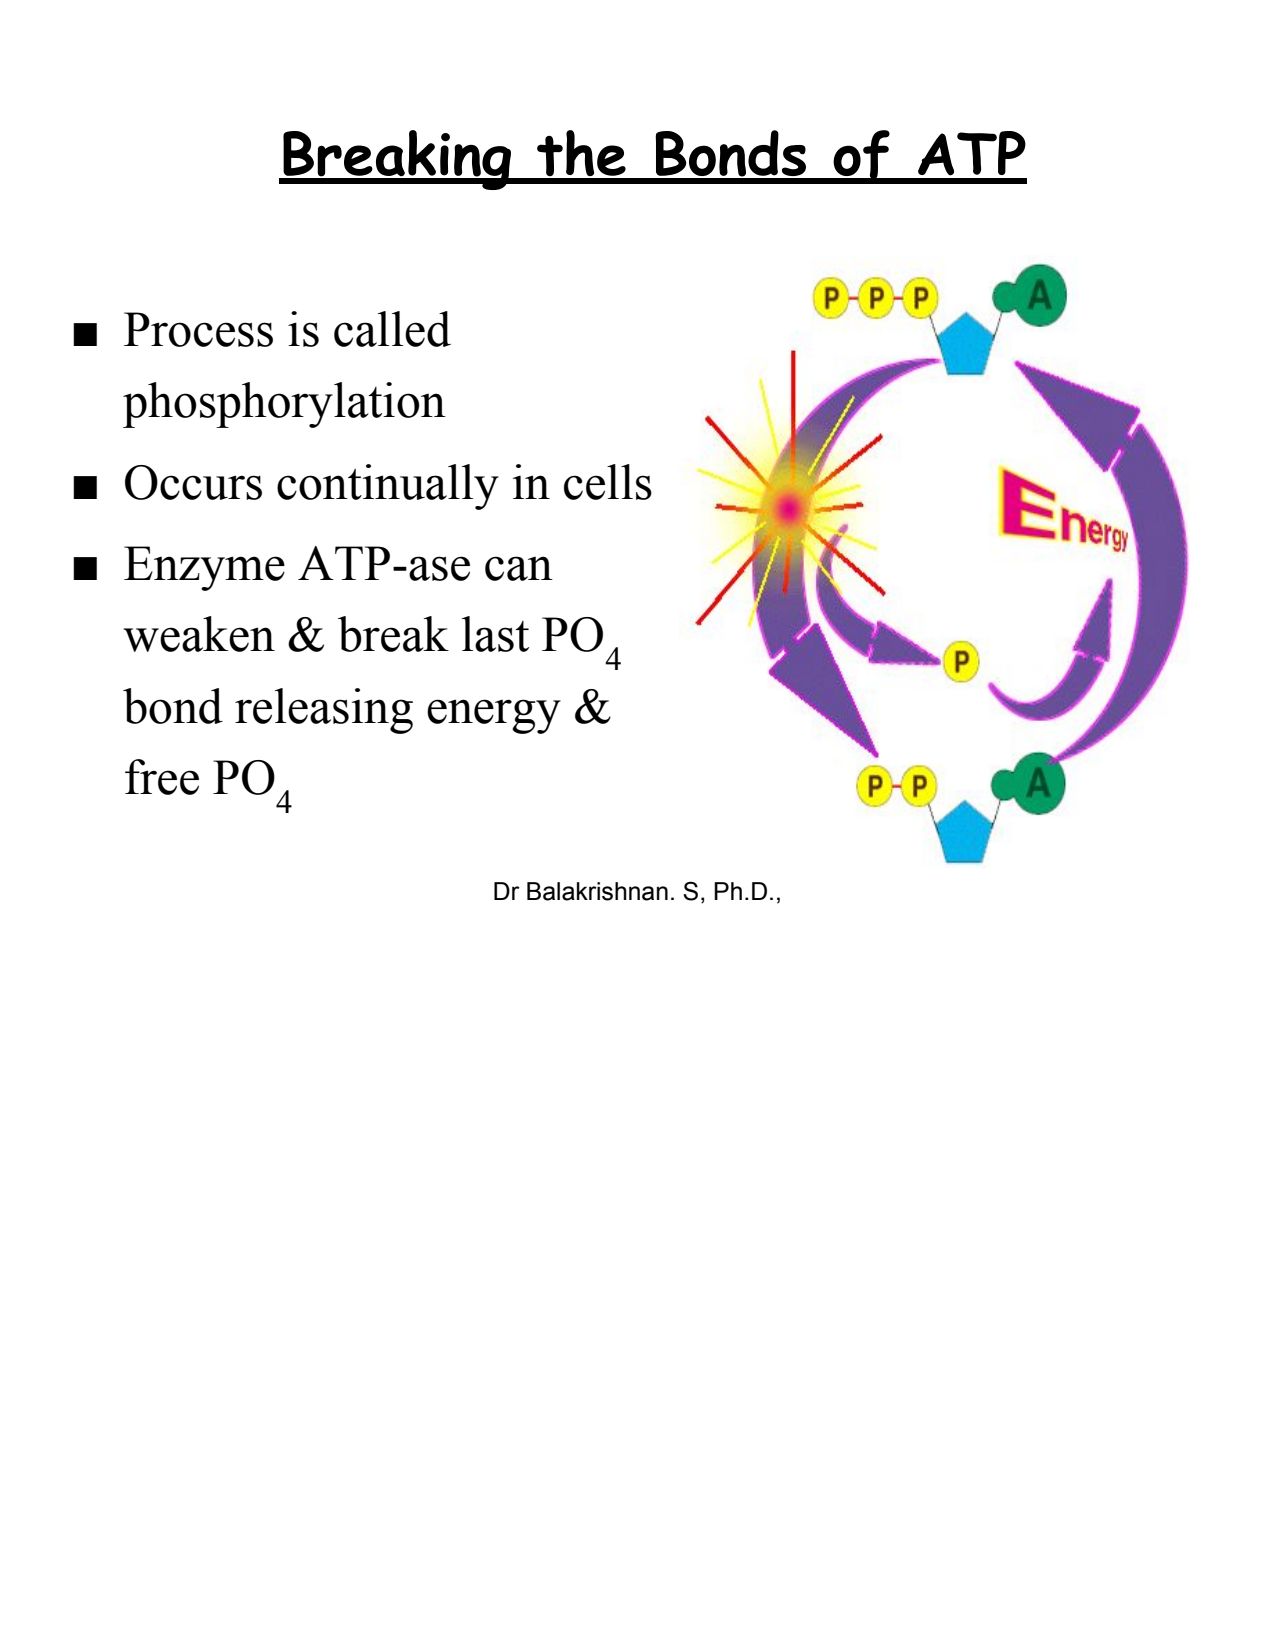 Breaking the Bonds of ATP
■ Process is called
phosphorylation
■ Occurs continually in cells
■ Enzyme ATP-ase can
weaken & break last PO4
bond releasing energy &
free PO4
P P P A
Energy
P
P P A
Dr Balakrishnan. S, Ph.D.,